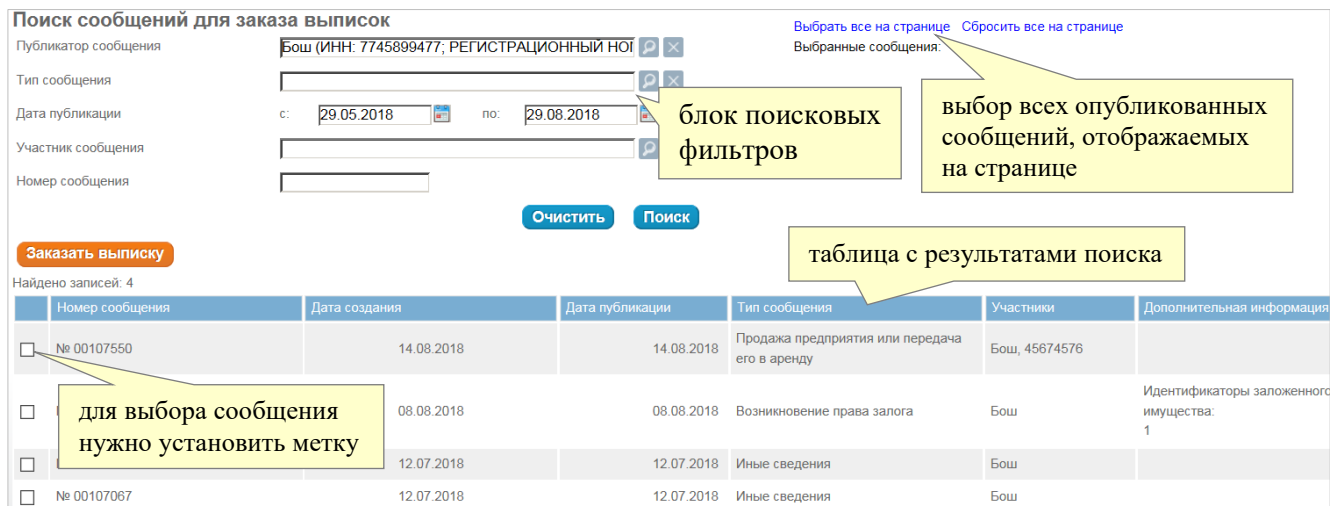 Поиск сообщений для заказа выписок
Выбрать все на странице Сбросить все на странице
Публикатор сообщения Бош (ИНН: 7745899477; РЕГИСТРАЦИОННЫЙ Выбранные сообщения:
Тип сообщения
Дата публикации с: 29.05.2018 по: 29.08.2018
Участник сообщения
Номер сообщения
блок поисковых
фильтров
выбор всех опубликованных
сообщений, отображаемых
на странице
Очистить Поиск
Заказать выписку
таблица с результатами поиска
Найдено записей: 4
Номер сообщения Дата создания Дата публикации Тип сообщения Участники Дополнительная информация
№ 00107550 14.08.2018 14.08.2018 Продажа предприятия или передача
его в аренду Бош, 45674576
для выбора сообщения
нужно установить метку
08.08.2018 08.08.2018 Возникновение права залога Бош Идентификаторы заложенного
имущества:
1
12.07.2018 12.07.2018 Иные сведения Бош
№ 00107067 12.07.2018 12.07.2018 Иные сведения Бош